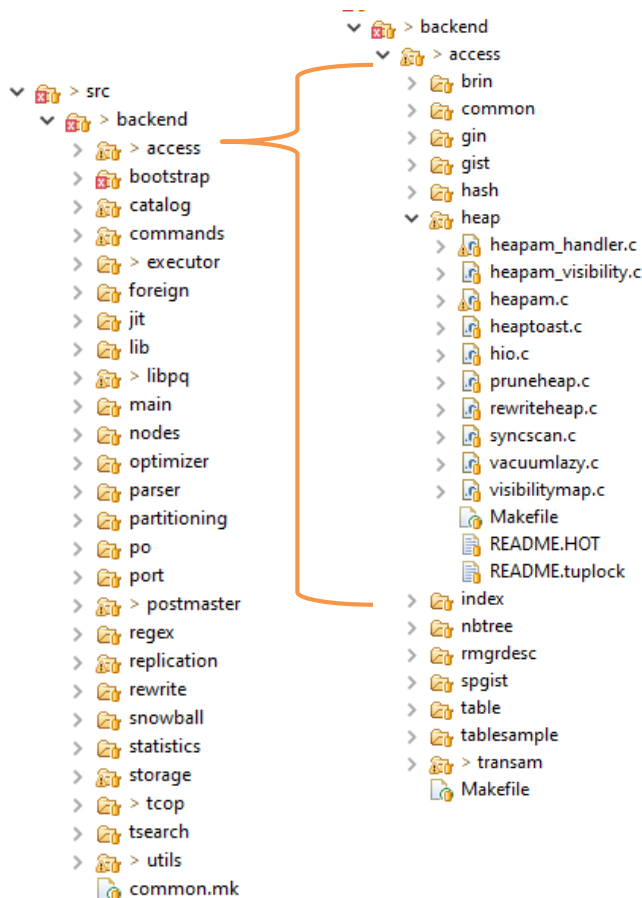 > src
> backend
> access
bootstrap
catalog
commands
> executor
foreign
jit
lib
> libpq
main
nodes
optimizer
parser
partitioning
po
port
> postmaster
regex
replication
rewrite
snowball
statistics
storage
> tcop
tsearch
> utils
common.mk
> backend
> access
brin
common
gin
gist
hash
heap
heapam_handler.c
heapam_visibility.c
heapam.c
heaptoast.c
hio.c
pruneheap.c
rewriteheap.c
syncscan.c
vacuumlazy.c
visibilitymap.c
Makefile
README.HOT
README.tuplock
index
nbtree
rmgrdesc
spgist
table
tablesample
> transam
Makefile